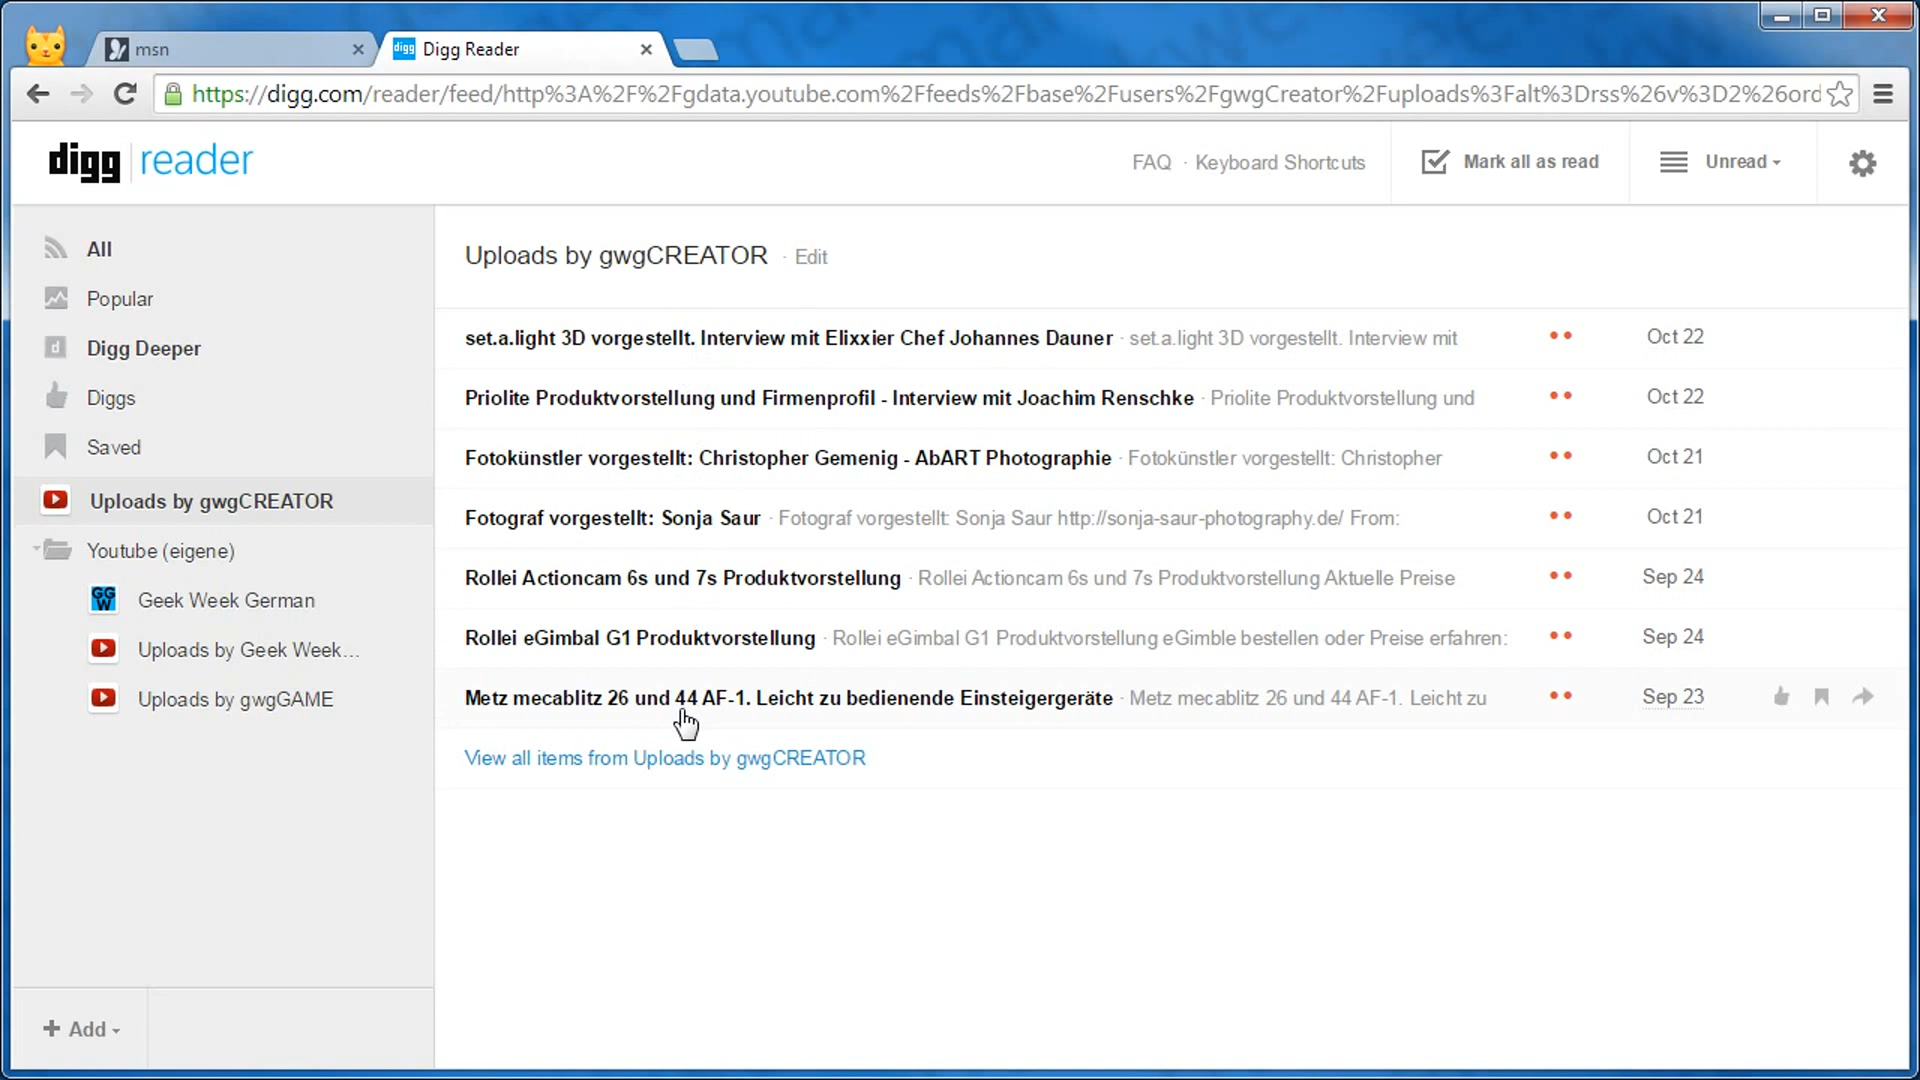 msn
digg Digg Reader
https://digg.com/reader/feed/http%3A%2F%2Fgdata.youtube.com%2Ffeeds%2Fbase%2Fusers%2FgwgCreator%2Fuploads%3Falt%3Drss%26v%3D2%26ord
digg reader
FAQ · Keyboard Shortcuts
Mark all as read
Unread
All
Popular
Digg Deeper
Diggs
Saved
Uploads by gwgCREATOR
Youtube (eigene)
GGW Geek Week German
Uploads by Geek Week...
Uploads by gwgGAME
+ Add
Uploads by gwgCREATOR · Edit
set.a.light 3D vorgestellt. Interview mit Elixxier Chef Johannes Dauner · set.a.light 3D vorgestellt. Interview mit Oct 22
Priolite Produktvorstellung und Firmenprofil - Interview mit Joachim Renschke · Priolite Produktvorstellung und Oct 22
Fotokünstler vorgestellt: Christopher Gemenig - AbART Photographie · Fotokünstler vorgestellt: Christopher Oct 21
Fotograf vorgestellt: Sonja Saur · Fotograf vorgestellt: Sonja Saur http://sonja-saur-photography.de/ From: Oct 21
Rollei Actioncam 6s und 7s Produktvorstellung · Rollei Actioncam 6s und 7s Produktvorstellung Aktuelle Preise Sep 24
Rollei eGimbal G1 Produktvorstellung · Rollei eGimbal G1 Produktvorstellung eGimble bestellen oder Preise erfahren: Sep 24
Metz mecablitz 26 und 44 AF-1. Leicht zu bedienende Einsteigergeräte · Metz mecablitz 26 und 44 AF-1. Leicht zu Sep 23
View all items from Uploads by gwgCREATOR